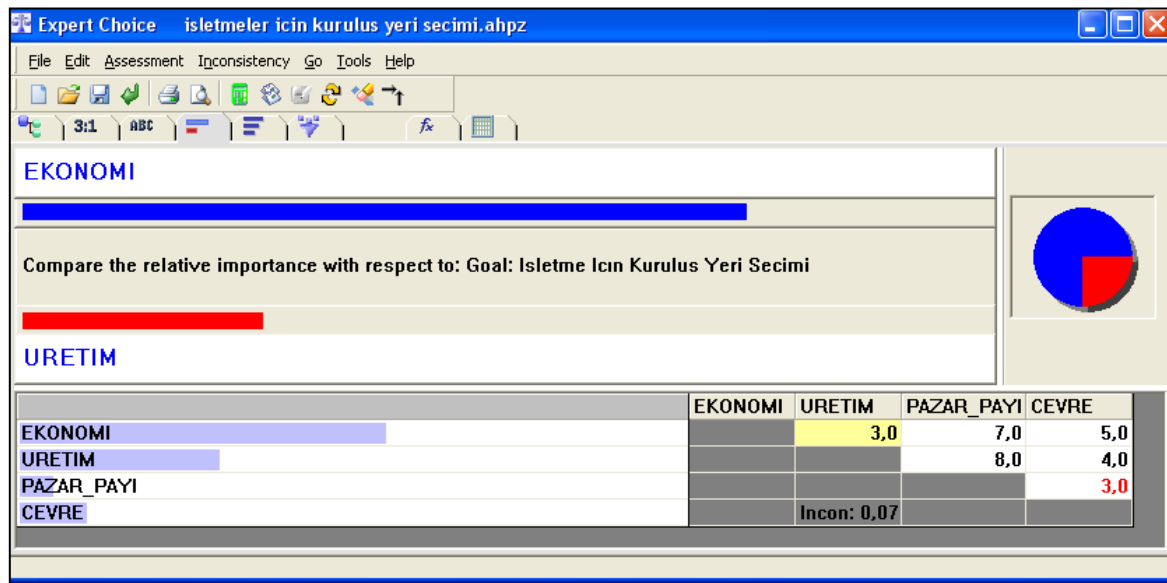 Expert Choice isletmeler icin kurulus yeri secimi.ahpz
File Edit Assessment Inconsistency Go Tools Help
3:1 ABC fx
EKONOMI
Compare the relative importance with respect to: Goal: Isletme Icın Kurulus Yeri Secimi
URETIM
EKONOMI URETIM PAZAR_PAYI CEVRE
EKONOMI 3,0 7,0 5,0
URETIM 8,0 4,0
PAZAR_PAYI 3,0
CEVRE Incon: 0,07